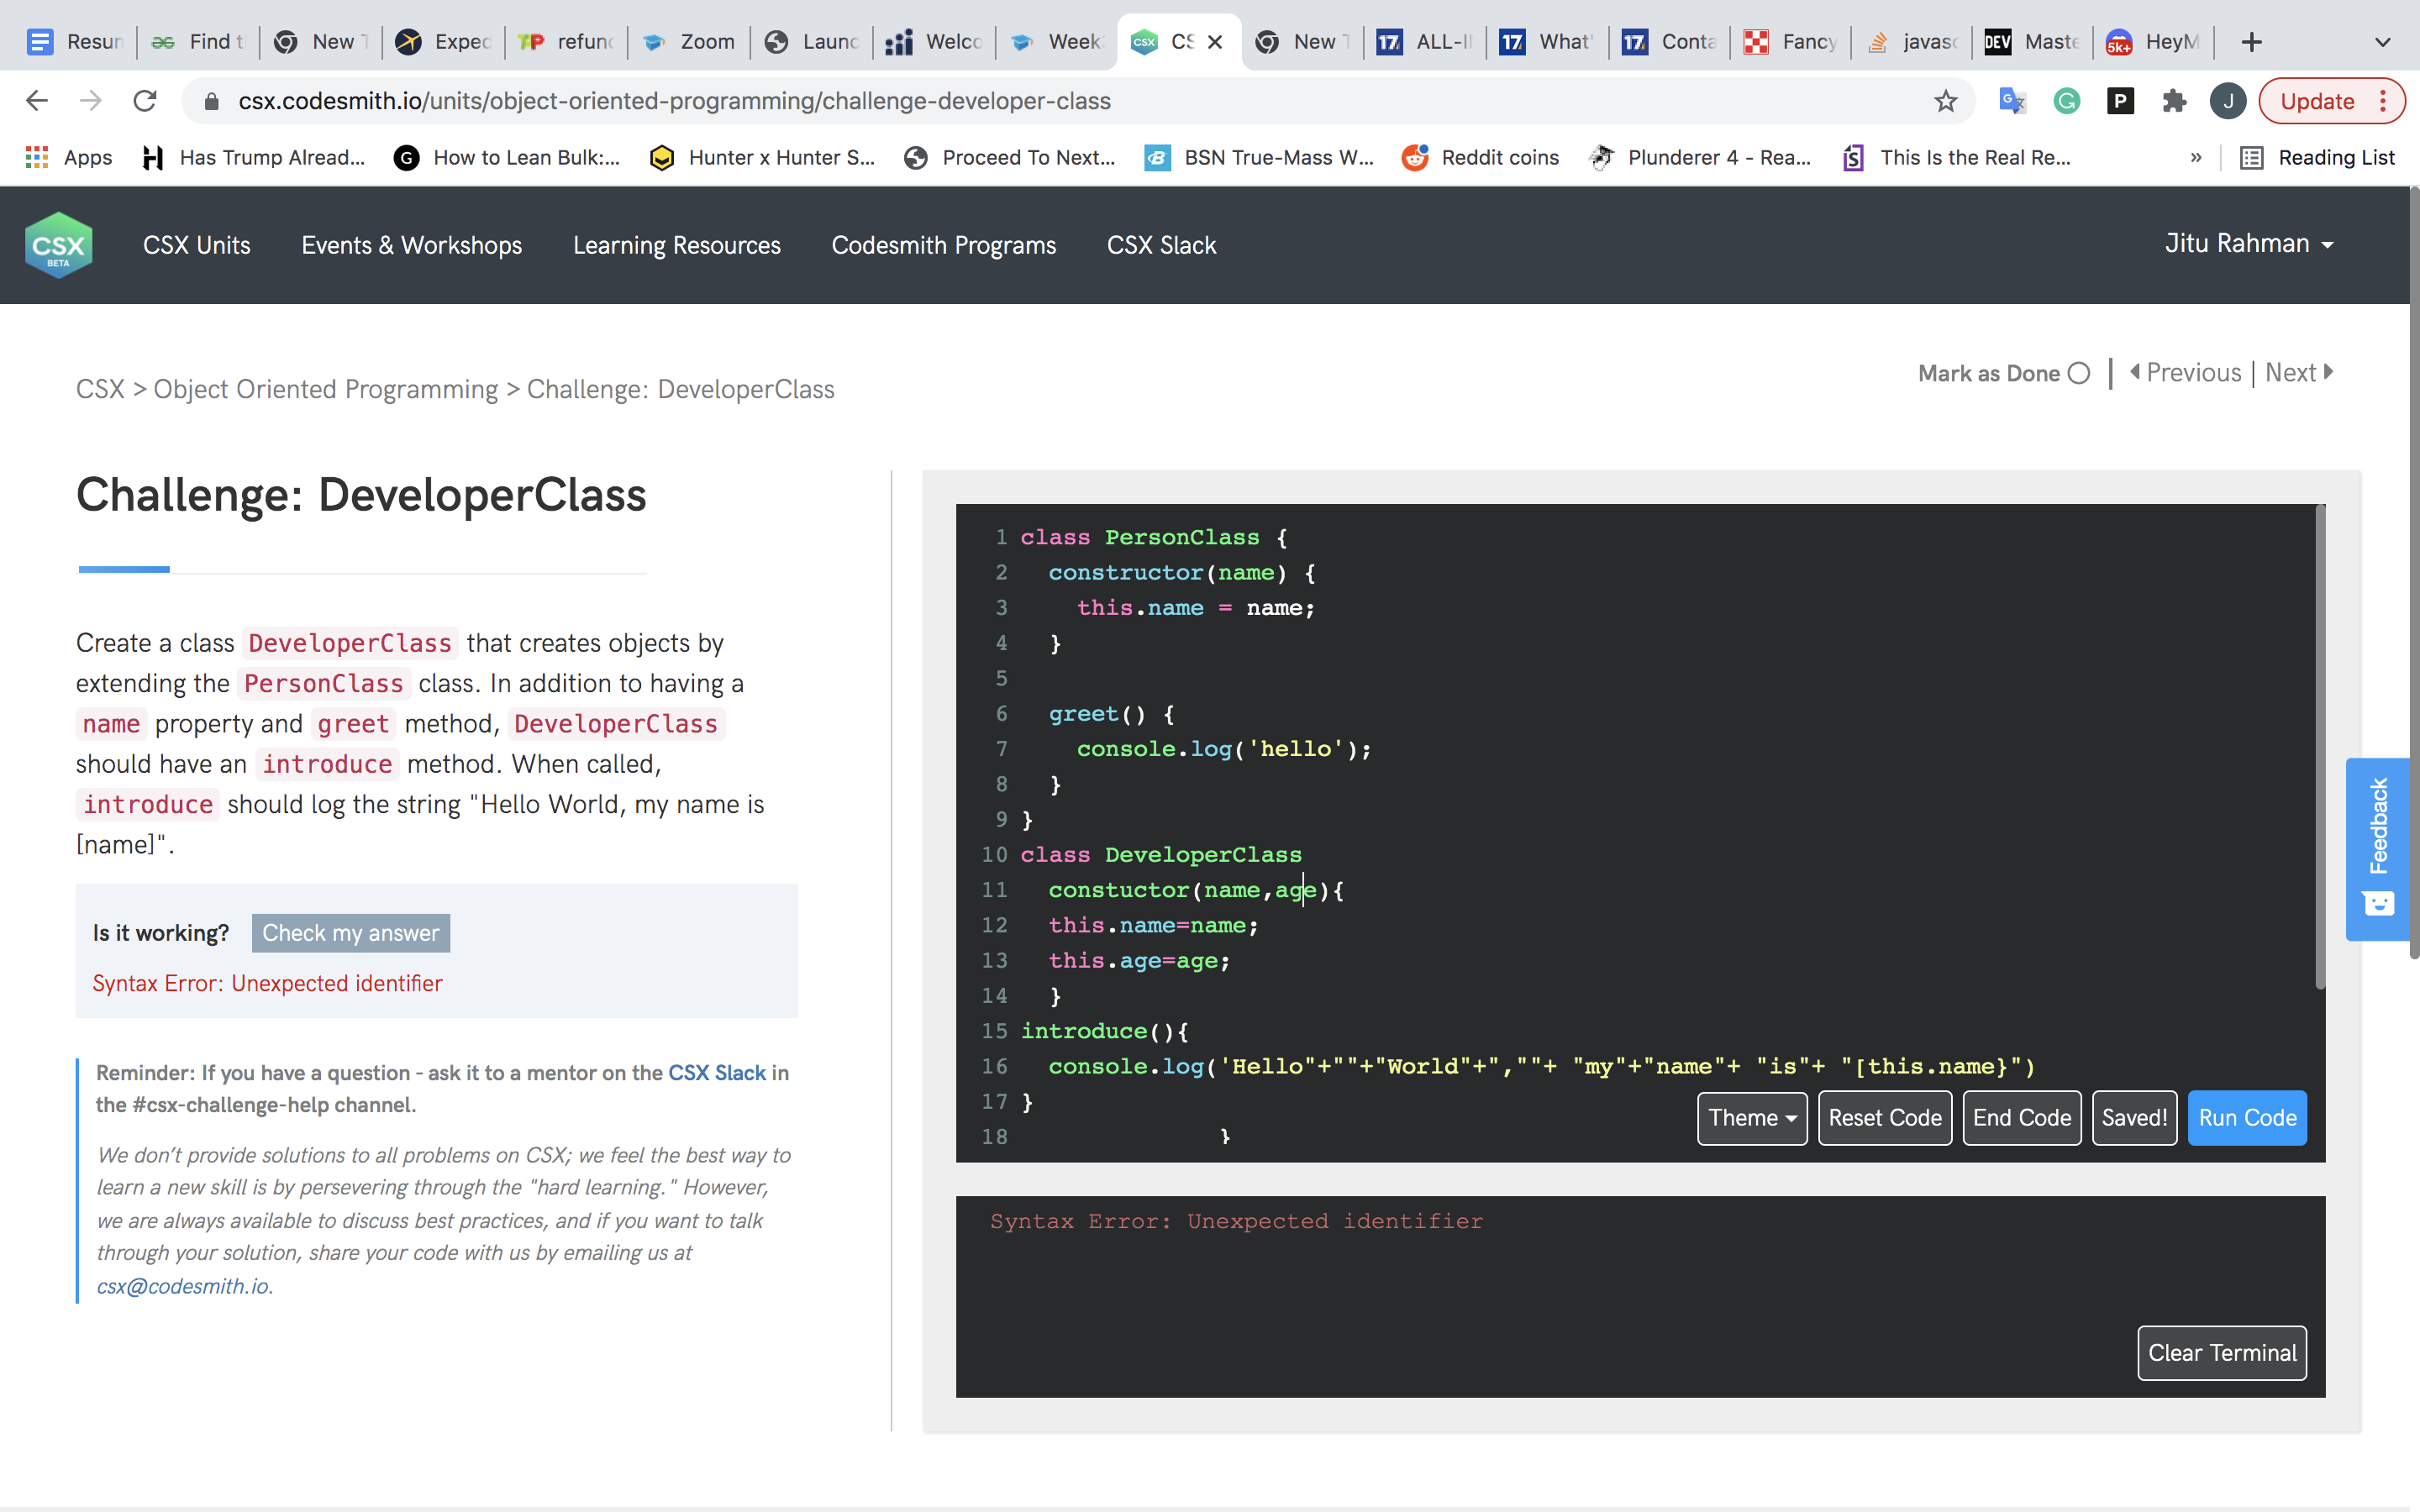 Resun Find t New T Exped TP refund Zoom Launc Welco Week CSX CS New T 17 ALL-I 17 What' 17 Conta Fancy javasc DEV Maste 5k+ HeyM
csx.codesmith.io/units/object-oriented-programming/challenge-developer-class P J Update
Apps Has Trump Alread... G How to Lean Bulk:... Hunter x Hunter S... Proceed To Next... BSN True-Mass W... Reddit coins Plunderer 4 - Rea... This Is the Real Re... » Reading List
CSX BETA CSX Units Events & Workshops Learning Resources Codesmith Programs CSX Slack Jitu Rahman
Mark as Done | Previous | Next
CSX > Object Oriented Programming > Challenge: DeveloperClass
Challenge: DeveloperClass
Create a class DeveloperClass that creates objects by
extending the PersonClass class. In addition to having a
name property and greet method, DeveloperClass
should have an introduce method. When called,
introduce should log the string "Hello World, my name is
[name]".
Is it working? Check my answer
Syntax Error: Unexpected identifier
Reminder: If you have a question - ask it to a mentor on the CSX Slack in
the #csx-challenge-help channel.
We don't provide solutions to all problems on CSX; we feel the best way to
learn a new skill is by persevering through the "hard learning." However,
we are always available to discuss best practices, and if you want to talk
through your solution, share your code with us by emailing us at
csx@codesmith.io.
1 class PersonClass {
2 constructor(name) {
3 this.name = name;
4 }
5
6 greet() {
7 console.log('hello');
8 }
9 }
10 class DeveloperClass
11 constuctor(name,age){
12 this.name=name;
13 this.age=age;
14 }
15 introduce(){
16 console.log('Hello"+""+"World"+",""+ "my"+"name"+ "is"+ "[this.name}")
17 }
18 }
Theme Reset Code End Code Saved! Run Code
Syntax Error: Unexpected identifier
Clear Terminal
Feedback